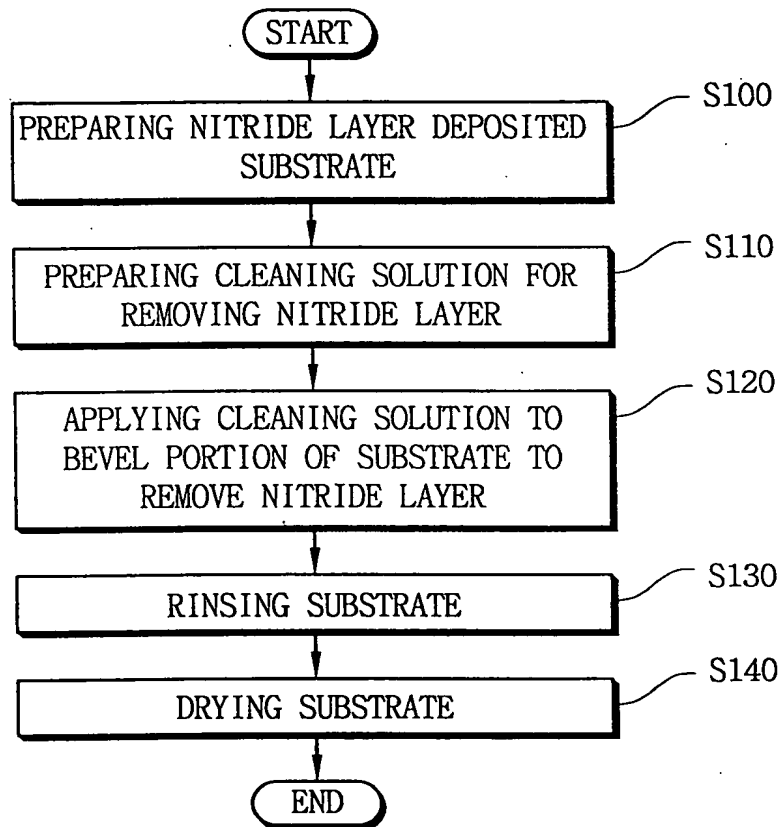 START
S100
PREPARING NITRIDE LAYER DEPOSITED
SUBSTRATE
S110
PREPARING CLEANING SOLUTION FOR
REMOVING NITRIDE LAYER
S120
APPLYING CLEANING SOLUTION TO
BEVEL PORTION OF SUBSTRATE TO
REMOVE NITRIDE LAYER
S130
RINSING SUBSTRATE
S140
DRYING SUBSTRATE
END